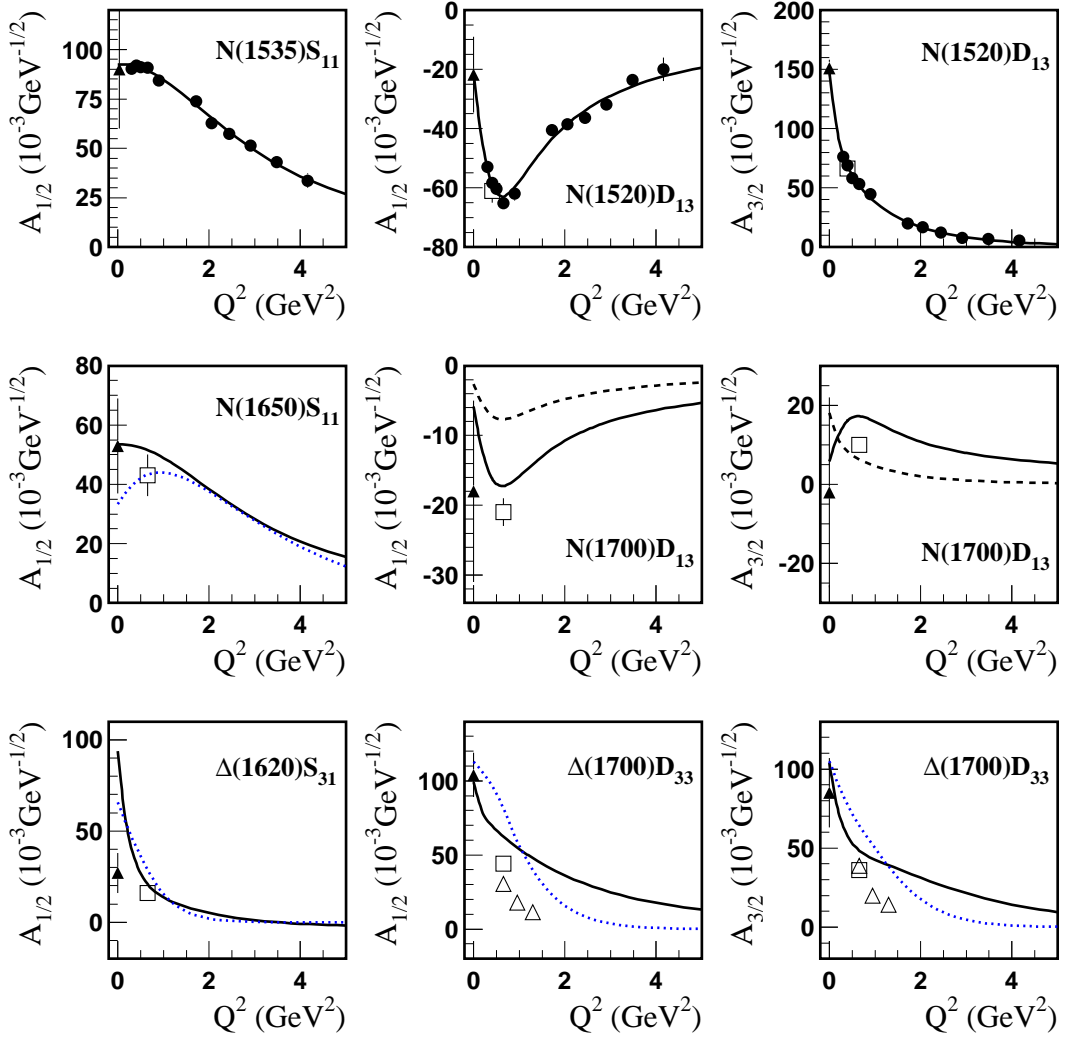 A1/2 (10-3GeV-1/2)
N(1535)S11
0
25
50
75
100
0 2 4
Q2 (GeV2)
A1/2 (10-3GeV-1/2)
N(1520)D13
-80
-60
-40
-20
0
0 2 4
Q2 (GeV2)
A3/2 (10-3GeV-1/2)
N(1520)D13
0
50
100
150
200
0 2 4
Q2 (GeV2)
A1/2 (10-3GeV-1/2)
N(1650)S11
0
20
40
60
80
0 2 4
Q2 (GeV2)
A1/2 (10-3GeV-1/2)
N(1700)D13
-30
-20
-10
0
0 2 4
Q2 (GeV2)
A3/2 (10-3GeV-1/2)
N(1700)D13
-20
0
20
0 2 4
Q2 (GeV2)
A1/2 (10-3GeV-1/2)
Δ(1620)S31
0
50
100
0 2 4
Q2 (GeV2)
A1/2 (10-3GeV-1/2)
Δ(1700)D33
0
50
100
0 2 4
Q2 (GeV2)
A3/2 (10-3GeV-1/2)
Δ(1700)D33
0
50
100
0 2 4
Q2 (GeV2)